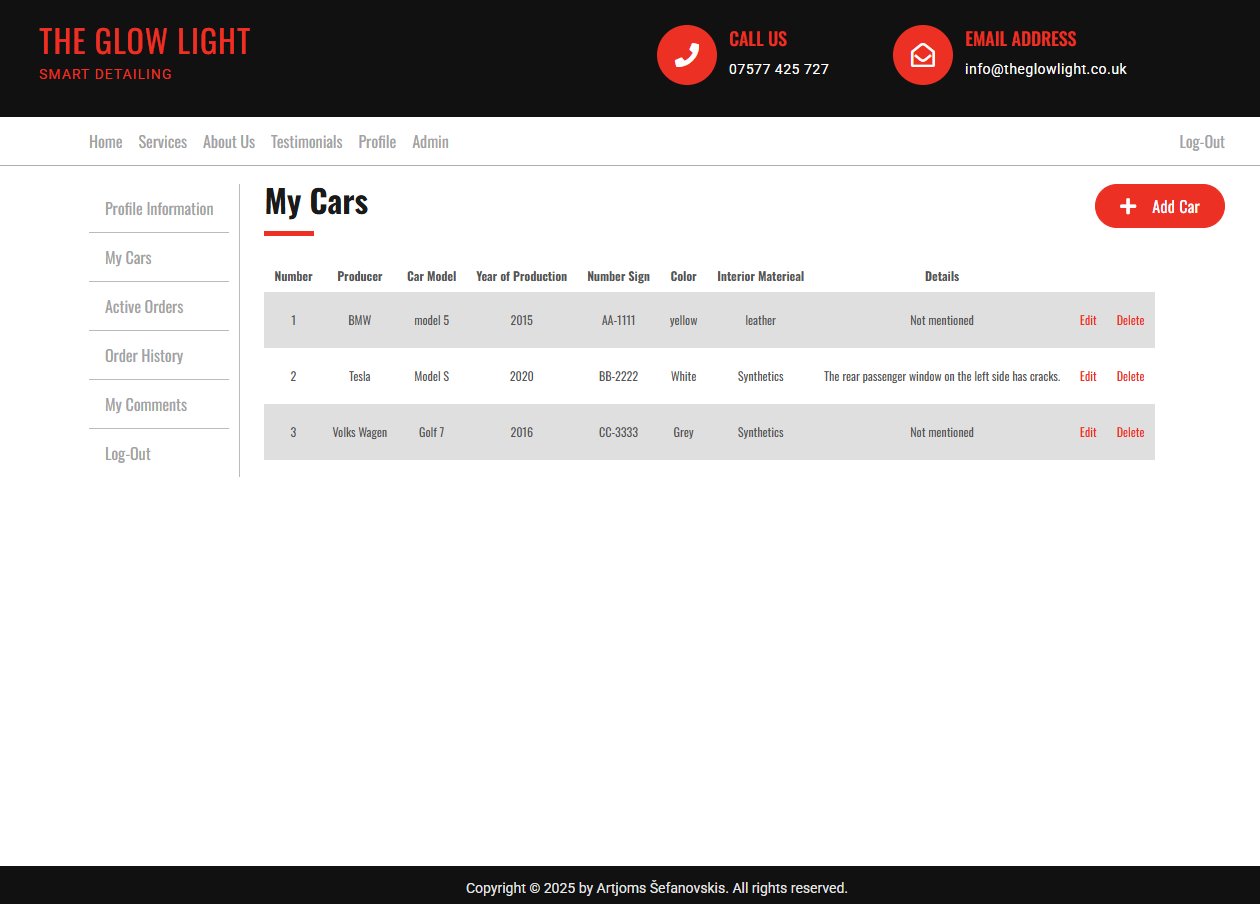 THE GLOW LIGHT
SMART DETAILING
CALL US
07577 425 727
EMAIL ADDRESS
info@theglowlight.co.uk
Home Services About Us Testimonials Profile Admin Log-Out
Profile Information
My Cars
Active Orders
Order History
My Comments
Log-Out
My Cars
Add Car
Number Producer Car Model Year of Production Number Sign Color Interior Matereal Details
1 BMW model 5 2015 AA-1111 yellow leather Not mentioned Edit Delete
2 Tesla Model S 2020 BB-2222 White Synthetics The rear passenger window on the left side has cracks. Edit Delete
3 Volks Wagen Golf 7 2016 CC-3333 Grey Synthetics Not mentioned Edit Delete
Copyright © 2025 by Artjoms Šefanovskis. All rights reserved.